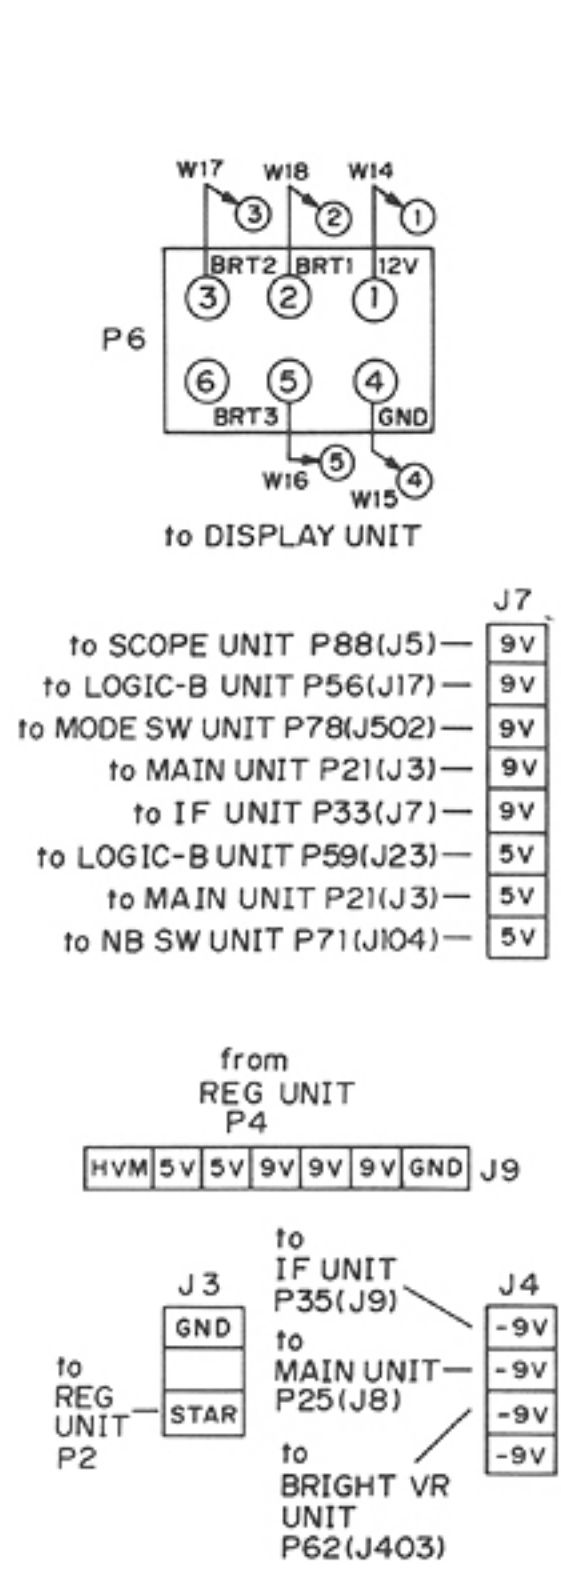 W17 W18 W14
3 2 1
BRT2 BRT1 12V
3 2 1
P6
6 5 4
BRT3 GND
5
W16 4
W15
to DISPLAY UNIT
J7
to SCOPE UNIT P88(J5) 9V
to LOGIC-B UNIT P56(J17) 9V
to MODE SW UNIT P78(J502) 9V
to MAIN UNIT P21(J3) 9V
to IF UNIT P33(J7) 9V
to LOGIC-B UNIT P59(J23) 5V
to MAIN UNIT P21(J3) 5V
to NB SW UNIT P71(J104) 5V
from
REG UNIT
P4
HVM 5V 5V 9V 9V 9V GND J9
J3
GND
STAR
to
REG
UNIT
P2
to
IF UNIT
P35(J9)
to
MAIN UNIT
P25(J8)
to
BRIGHT VR
UNIT
P62(J403)
J4
-9V
-9V
-9V
-9V